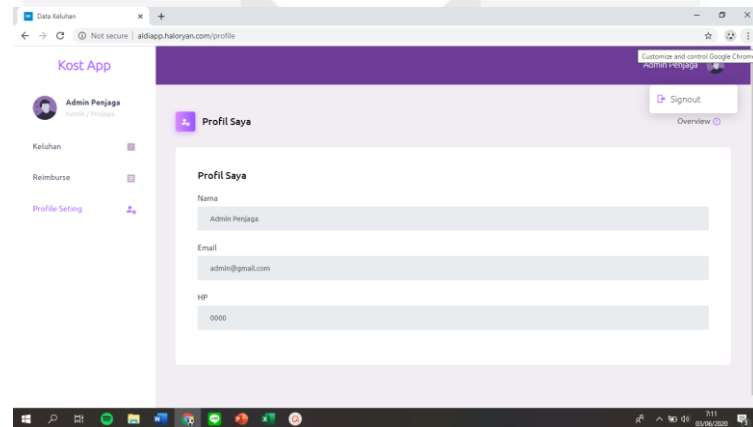 Data Keluhan
Not secure | aldiapp.haloryan.com/profile
Customize and control Google Chrome
Kost App
Admin Penjaga
Admin Penjaga
Admin / Penjaga
Signout
Profil Saya
Overview
Keluhan
Reimburse
Profile Seting
Profil Saya
Nama
Admin Penjaga
Email
admin@gmail.com
HP
0000
7:11
03/06/2020